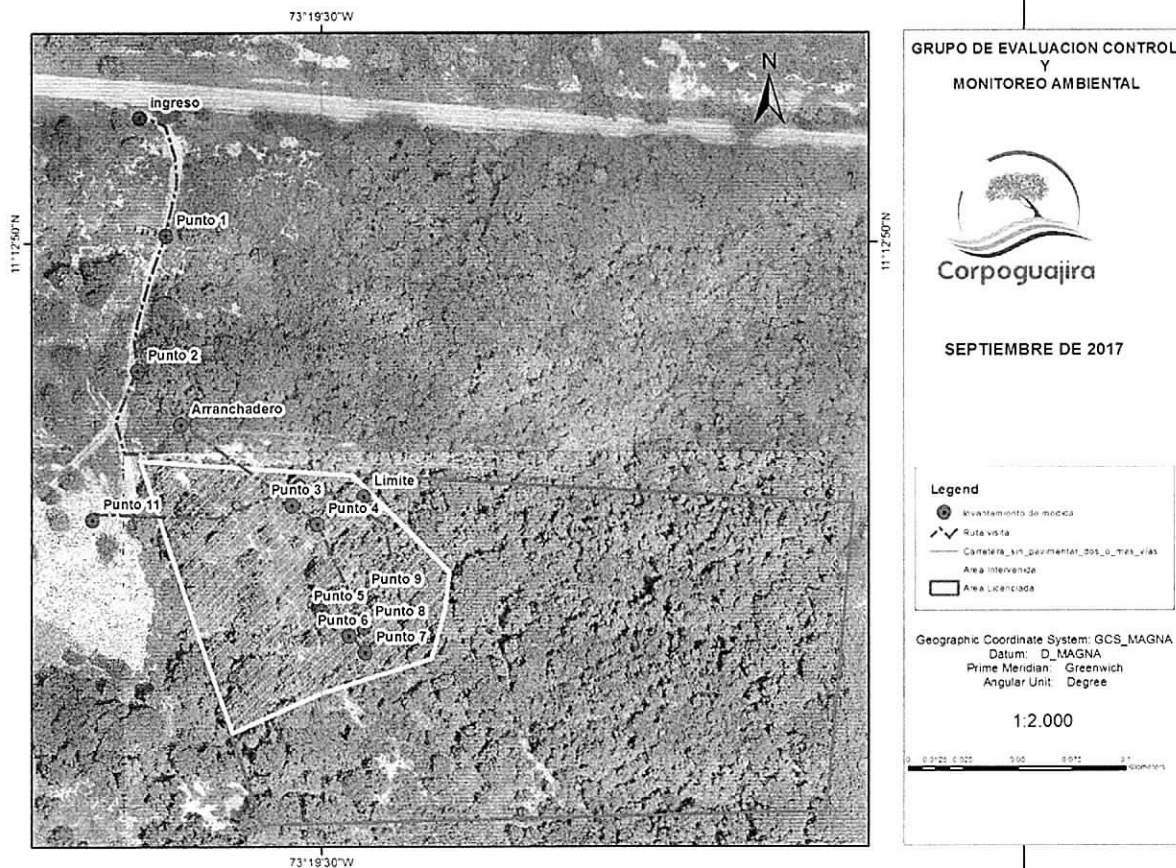 73°19'30"W
N
ingreso
11°12'50"N
Punto 1
11°12'50"N
Punto 2
Arranchadero
Limite
Punto 3
Punto 11
Punto 4
Punto 9
Punto 5
Punto 8
Punto 6
Punto 7
73°19'30"W
GRUPO DE EVALUACION CONTROL
Y
MONITOREO AMBIENTAL
Corpoguajira
SEPTIEMBRE DE 2017
Legend
levantamiento de
Ruta visita
Carretera_sin_pavimentar_dos_o_mas_vias
Area Intervenida
Area Licenciada
Geographic Coordinate System: GCS_MAGNA
Datum: D_MAGNA
Prime Meridian: Greenwich
Angular Unit: Degree
1:2.000